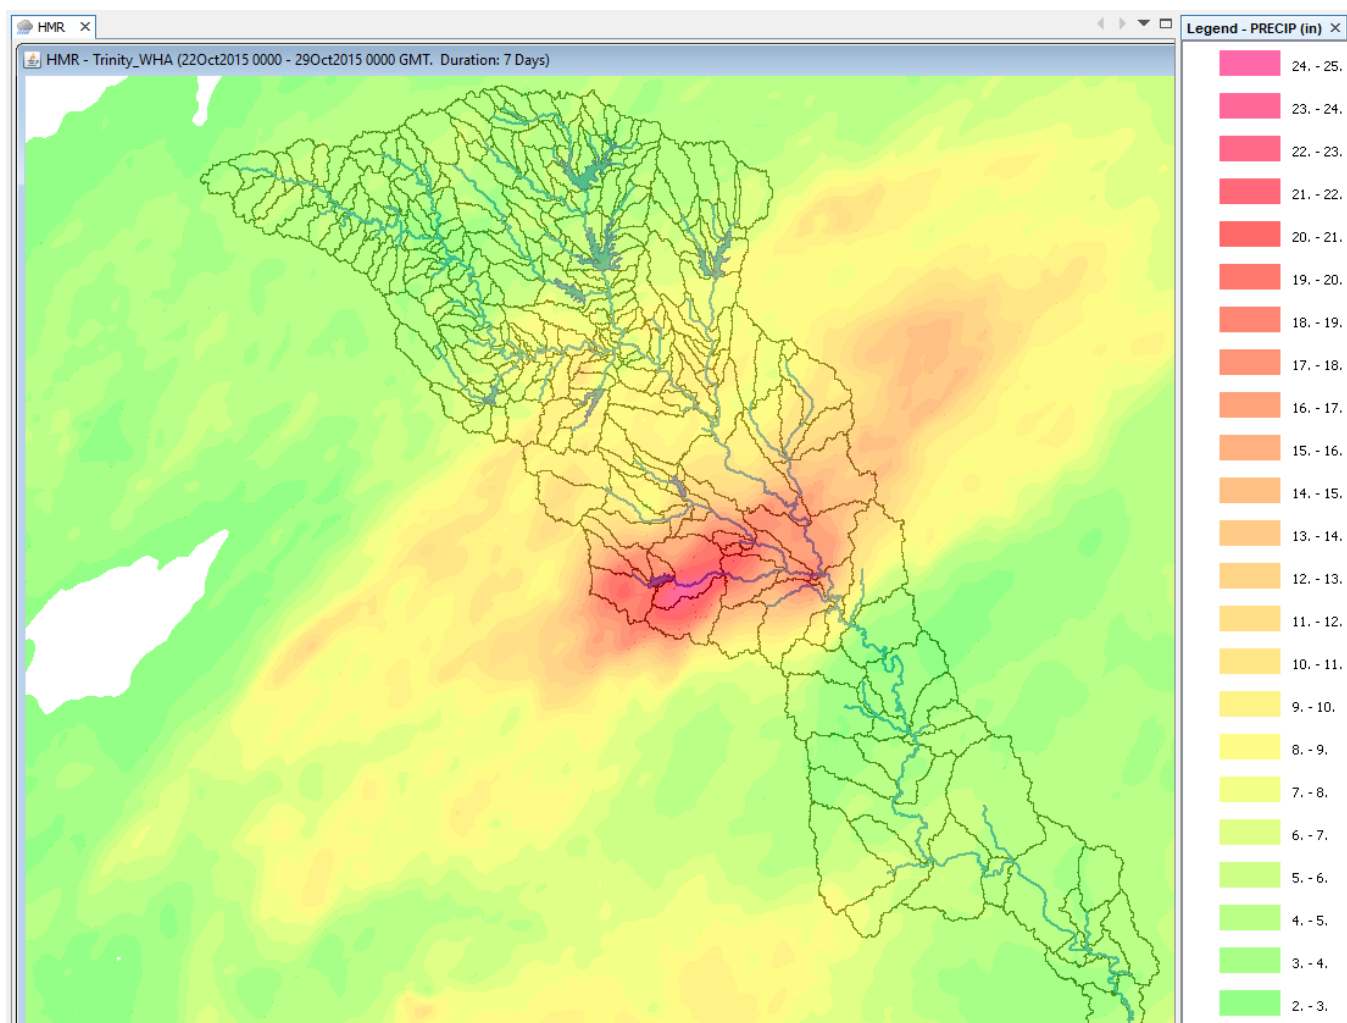 HMR
HMR - Trinity_WHA (22Oct2015 0000 - 29Oct2015 0000 GMT.  Duration: 7 Days)
Legend - PRECIP (in)
24. - 25.
23. - 24.
22. - 23.
21. - 22.
20. - 21.
19. - 20.
18. - 19.
17. - 18.
16. - 17.
15. - 16.
14. - 15.
13. - 14.
12. - 13.
11. - 12.
10. - 11.
9. - 10.
8. - 9.
7. - 8.
6. - 7.
5. - 6.
4. - 5.
3. - 4.
2. - 3.